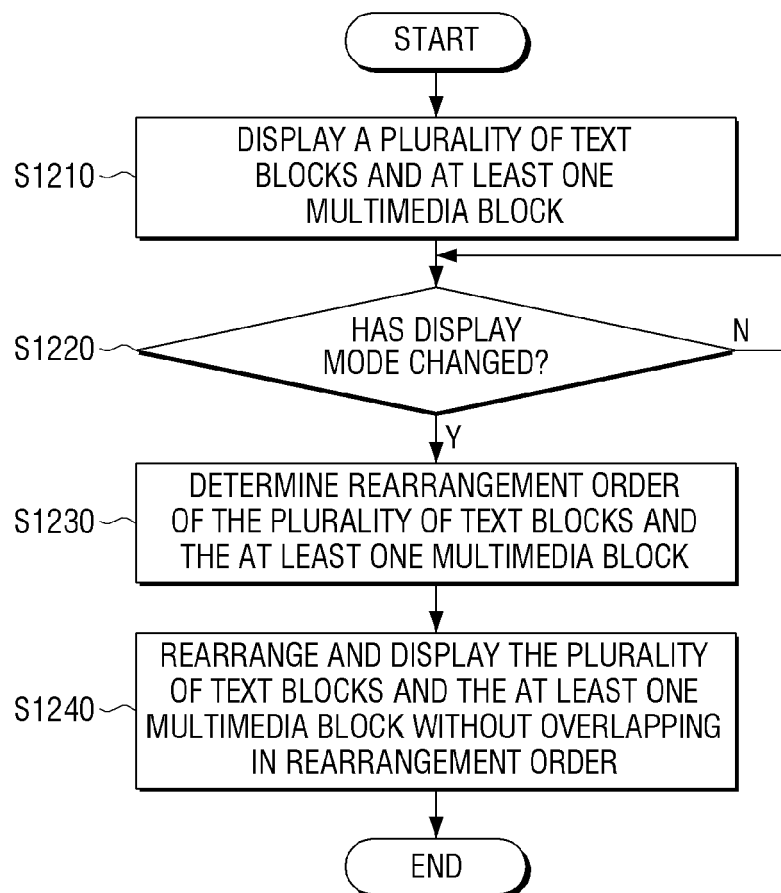 START
S1210
DISPLAY A PLURALITY OF TEXT
BLOCKS AND AT LEAST ONE
MULTIMEDIA BLOCK
S1220
HAS DISPLAY
MODE CHANGED?
N
Y
S1230
DETERMINE REARRANGEMENT ORDER
OF THE PLURALITY OF TEXT BLOCKS AND
THE AT LEAST ONE MULTIMEDIA BLOCK
S1240
REARRANGE AND DISPLAY THE PLURALITY
OF TEXT BLOCKS AND THE AT LEAST ONE
MULTIMEDIA BLOCK WITHOUT OVERLAPPING
IN REARRANGEMENT ORDER
END